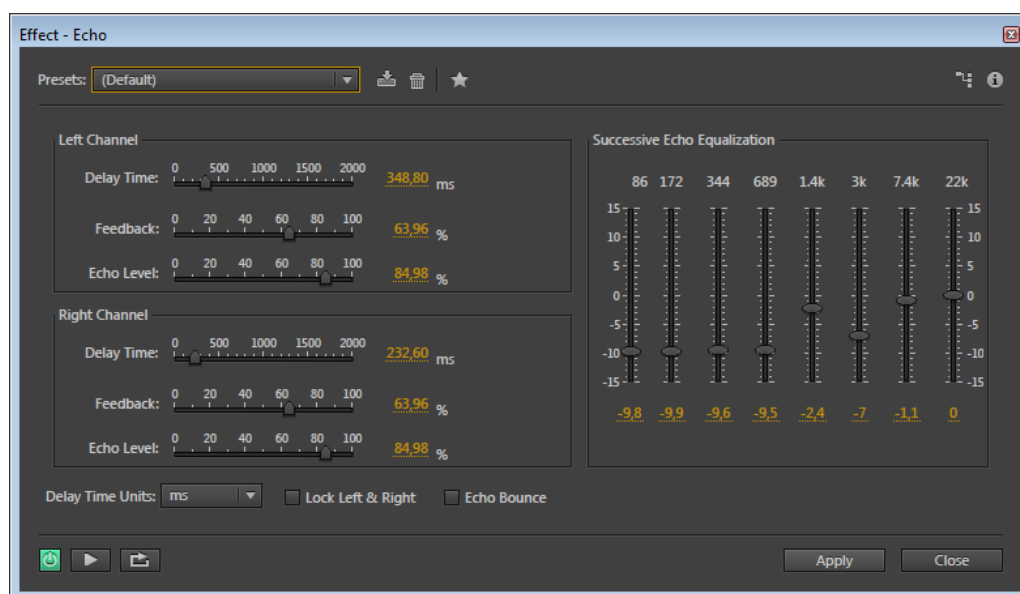 Effect - Echo
Presets: (Default)
Left Channel
0 500 1000 1500 2000
Delay Time: 348,80 ms
0 20 40 60 80 100
Feedback: 63,96 %
0 20 40 60 80 100
Echo Level: 84,98 %
Right Channel
0 500 1000 1500 2000
Delay Time: 232,60 ms
0 20 40 60 80 100
Feedback: 63,96 %
0 20 40 60 80 100
Echo Level: 84,98 %
Successive Echo Equalization
86 172 344 689 1.4k 3k 7.4k 22k
15 15
10 10
5 5
0 0
-5 -5
-10 -10
-15 -15
-9,8 -9,9 -9,6 -9,5 -2,4 -7 -1,1 0
Delay Time Units: ms Lock Left & Right Echo Bounce
Apply Close